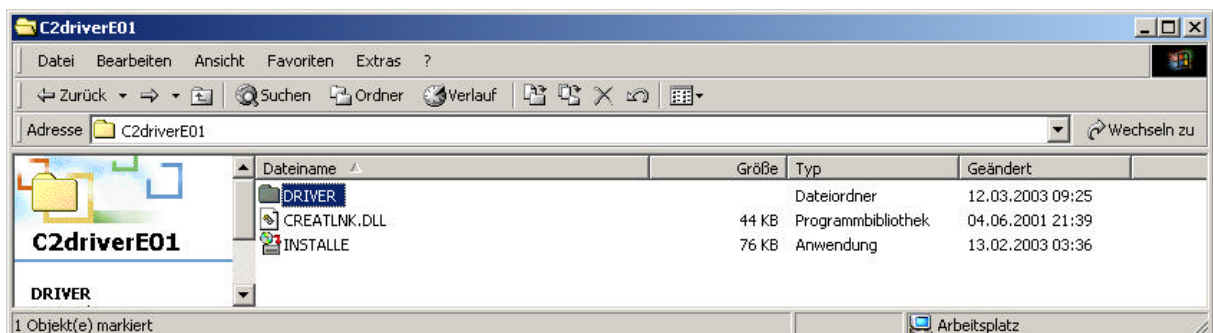 C2driverE01
Datei Bearbeiten Ansicht Favoriten Extras ?
Zurück Suchen Ordner Verlauf
Adresse C2driverE01 Wechseln zu
Dateiname Größe Typ Geändert
DRIVER Dateiordner 12.03.2003 09:25
CREATLNK.DLL 44 KB Programmbibliothek 04.06.2001 21:39
INSTALLE 76 KB Anwendung 13.02.2003 03:36
C2driverE01
DRIVER
1 Objekt(e) markiert Arbeitsplatz